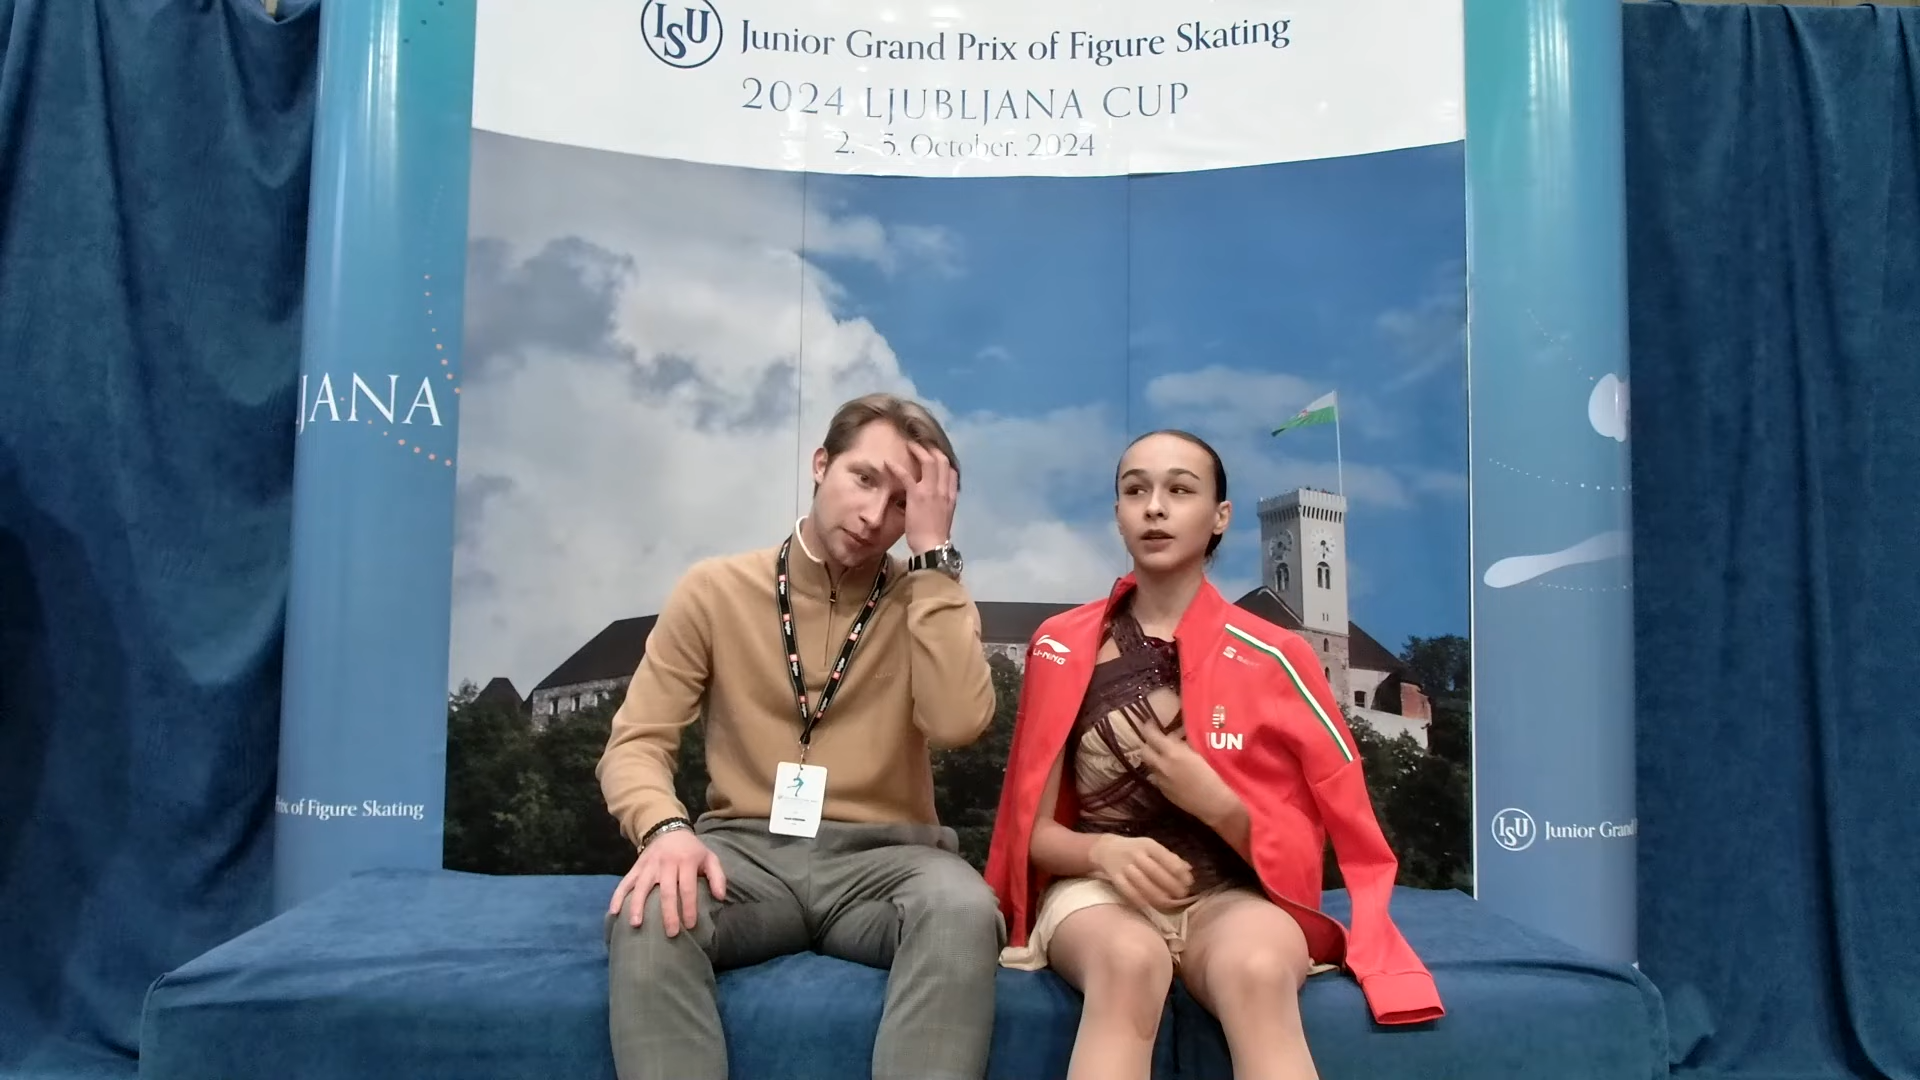 ISU Junior Grand Prix of Figure Skating
2024 LJUBLJANA CUP
2. - 5. October. 2024
JANA
of Figure Skating
LI-NING
HUN
ISU Junior Grand